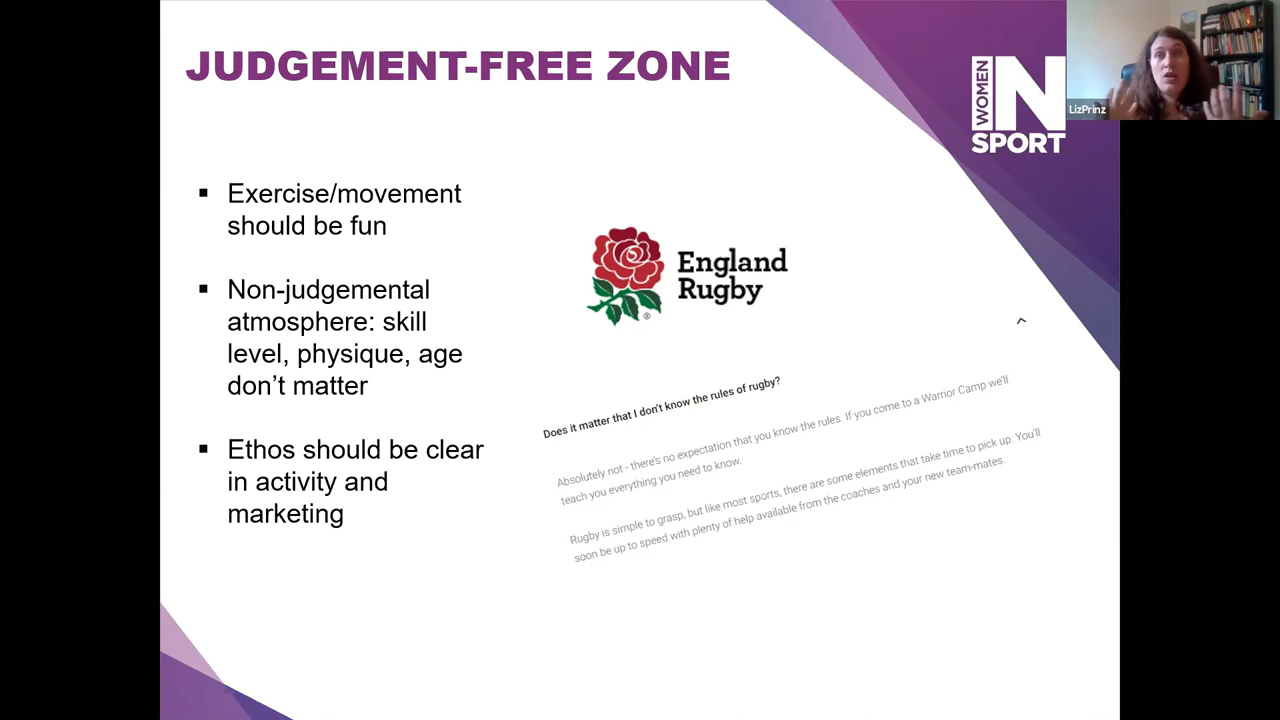 JUDGEMENT-FREE ZONE
WOMEN
IN
SPORT
LizPrinz
▪ Exercise/movement
should be fun
▪ Non-judgemental
atmosphere: skill
level, physique, age
don’t matter
▪ Ethos should be clear
in activity and
marketing
England
Rugby
®
Does it matter that I don't know the rules of rugby?
Absolutely not - there's no expectation that you know the rules. If you come to a Warrior Camp we'll
teach you everything you need to know.
Rugby is simple to grasp, but like most sports, there are some elements that take time to pick up. You'll
soon be up to speed with plenty of help available from the coaches and your new team-mates.